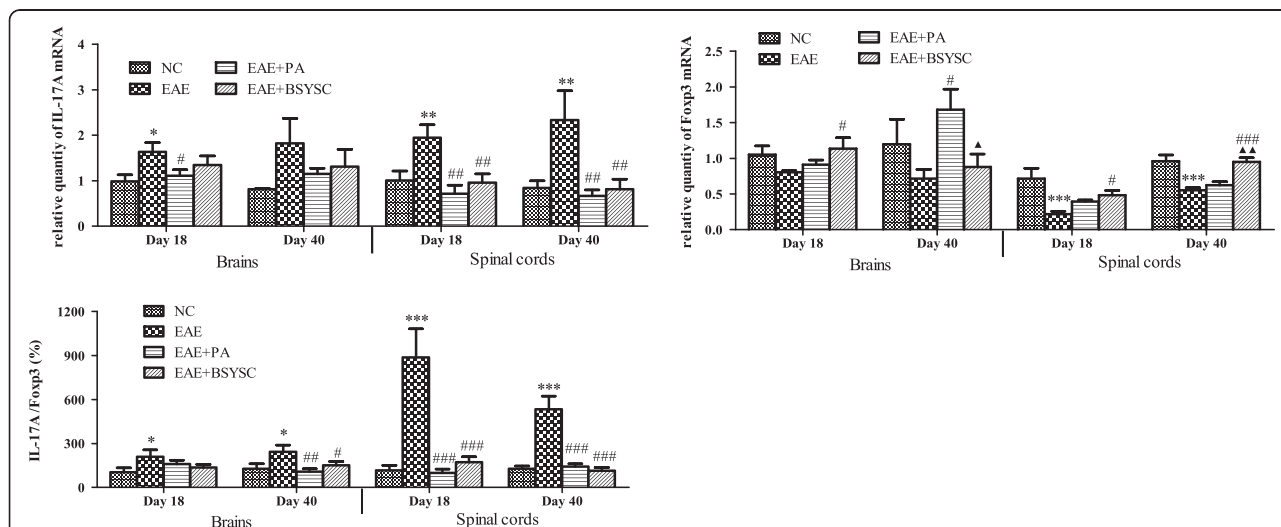 relative quantiy of IL-17A mRNA
4
3
2
1
0
NC
EAE
EAE+PA
EAE+BSYSC
*
#
**
##
##
**
##
##
Day 18
Day 40
Day 18
Day 40
Brains
Spinal cords
relative quantiy of Foxp3 mRNA
2.5
2.0
1.5
1.0
0.5
0.0
NC
EAE
EAE+PA
EAE+BSYSC
#
#
▲
***
#
***
###
▲▲
Day 18
Day 40
Day 18
Day 40
Brains
Spinal cords
IL-17A /Foxp3 (%)
1200
900
600
300
0
NC
EAE
EAE+PA
EAE+BSYSC
*
*
##
#
***
###
###
***
###
###
Day 18
Day 40
Day 18
Day 40
Brains
Spinal cords